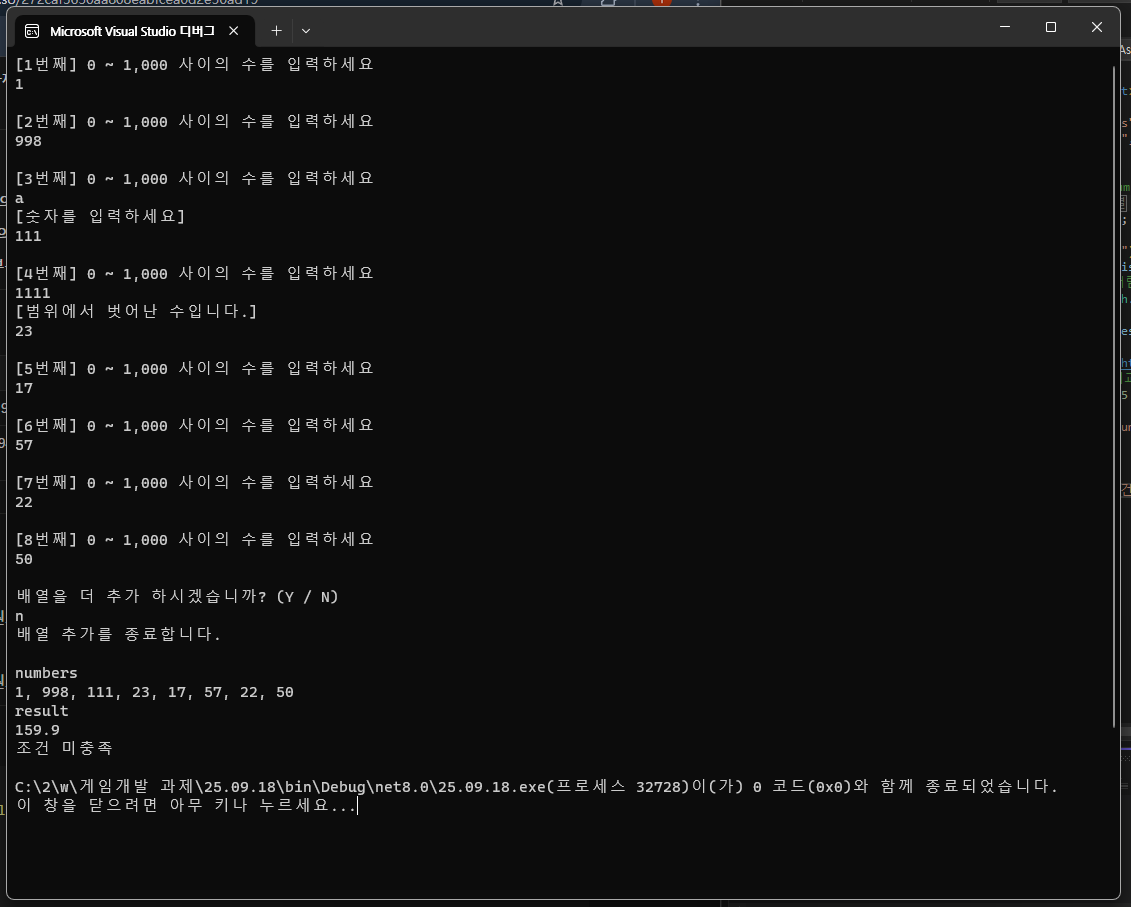 272caf5650aa808eabfcea0d2e50ad19
Microsoft Visual Studio 디버그
[1번째] 0 ~ 1,000 사이의 수를 입력하세요
1
[2번째] 0 ~ 1,000 사이의 수를 입력하세요
998
[3번째] 0 ~ 1,000 사이의 수를 입력하세요
a
[숫자를 입력하세요]
111
[4번째] 0 ~ 1,000 사이의 수를 입력하세요
1111
[범위에서 벗어난 수입니다.]
23
[5번째] 0 ~ 1,000 사이의 수를 입력하세요
17
[6번째] 0 ~ 1,000 사이의 수를 입력하세요
57
[7번째] 0 ~ 1,000 사이의 수를 입력하세요
22
[8번째] 0 ~ 1,000 사이의 수를 입력하세요
50
배열을 더 추가 하시겠습니까? (Y / N)
n
배열 추가를 종료합니다.
numbers
1, 998, 111, 23, 17, 57, 22, 50
result
159.9
조건 미충족
C:\2\w\게임개발 과제\25.09.18\bin\Debug\net8.0\25.09.18.exe(프로세스 32728)이(가) 0 코드(0x0)와 함께 종료되었습니다.
이 창을 닫으려면 아무 키나 누르세요...